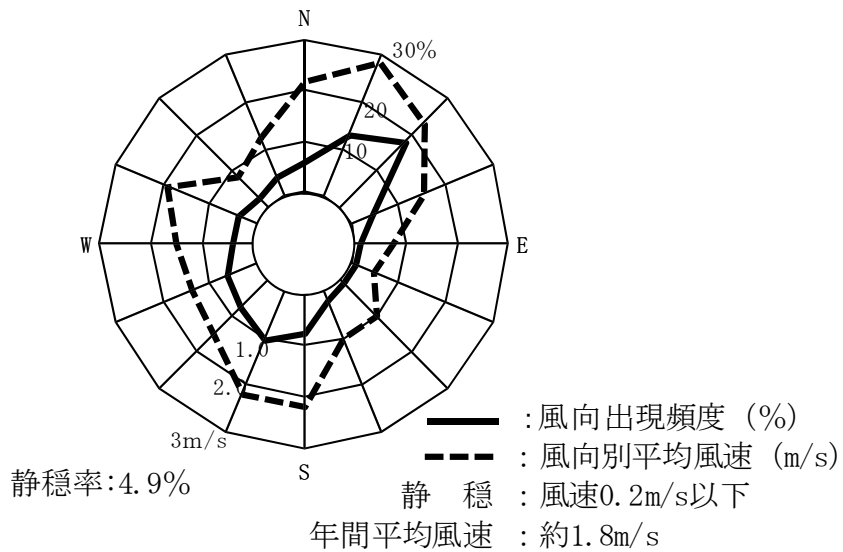 N
30%
20
10
W
E
1.0
2.
3m/s
S
:風向出現頻度 (%)
:風向別平均風速 (m/s)
静穏率:4.9%
静 穏 :風速0.2m/s以下
年間平均風速 :約1.8m/s